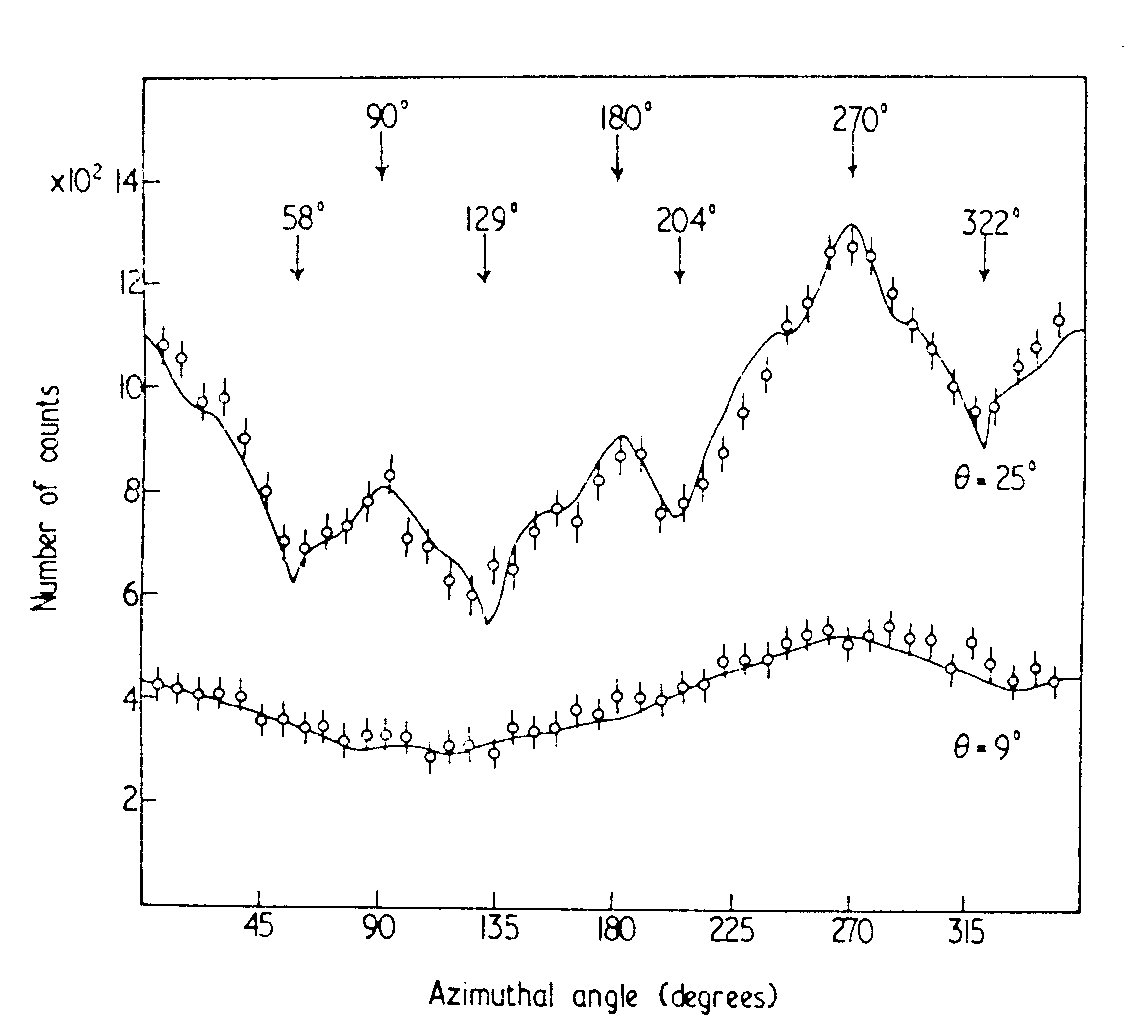 90° 180° 270°
x10² 14
58° 129° 204° 322°
12
10
8
6
4
2
Number of counts
θ = 25°
θ = 9°
45 90 135 180 225 270 315
Azimuthal angle (degrees)